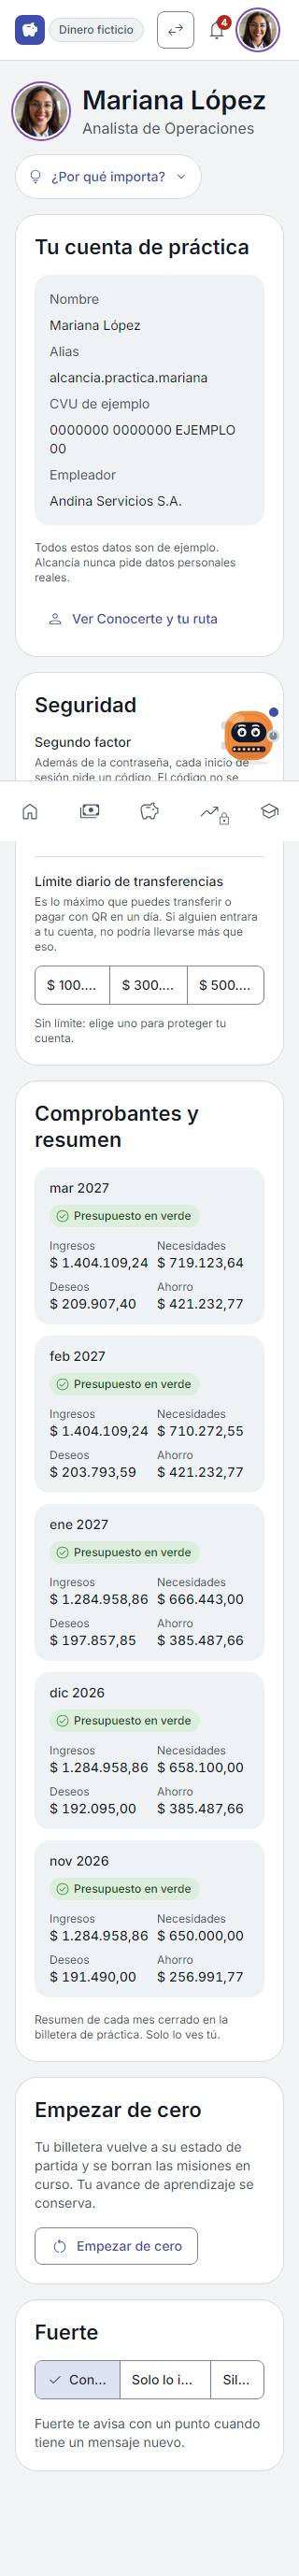 Dinero ficticio
4
Mariana López
Analista de Operaciones
¿Por qué importa?
Tu cuenta de práctica
Nombre
Mariana López
Alias
alcancia.practica.mariana
CVU de ejemplo
0000000 0000000 EJEMPLO
00
Empleador
Andina Servicios S.A.
Todos estos datos son de ejemplo.
Alcancía nunca pide datos personales
reales.
Ver Conocerte y tu ruta
Seguridad
Segundo factor
Además de la contraseña, cada inicio de
sesión pide un código. El código no se
Límite diario de transferencias
Es lo máximo que puedes transferir o
pagar con QR en un día. Si alguien entrara
a tu cuenta, no podría llevarse más que
eso.
$ 100.... $ 300.... $ 500....
Sin límite: elige uno para proteger tu
cuenta.
Comprobantes y
resumen
mar 2027
Presupuesto en verde
Ingresos Necesidades
$ 1.404.109,24 $ 719.123,64
Deseos Ahorro
$ 209.907,40 $ 421.232,77
feb 2027
Presupuesto en verde
Ingresos Necesidades
$ 1.404.109,24 $ 710.272,55
Deseos Ahorro
$ 203.793,59 $ 421.232,77
ene 2027
Presupuesto en verde
Ingresos Necesidades
$ 1.284.958,86 $ 666.443,00
Deseos Ahorro
$ 197.857,85 $ 385.487,66
dic 2026
Presupuesto en verde
Ingresos Necesidades
$ 1.284.958,86 $ 658.100,00
Deseos Ahorro
$ 192.095,00 $ 385.487,66
nov 2026
Presupuesto en verde
Ingresos Necesidades
$ 1.284.958,86 $ 650.000,00
Deseos Ahorro
$ 191.490,00 $ 256.991,77
Resumen de cada mes cerrado en la
billetera de práctica. Solo lo ves tú.
Empezar de cero
Tu billetera vuelve a su estado de
partida y se borran las misiones en
curso. Tu avance de aprendizaje se
conserva.
Empezar de cero
Fuerte
Con... Solo lo i... Sil...
Fuerte te avisa con un punto cuando
tiene un mensaje nuevo.